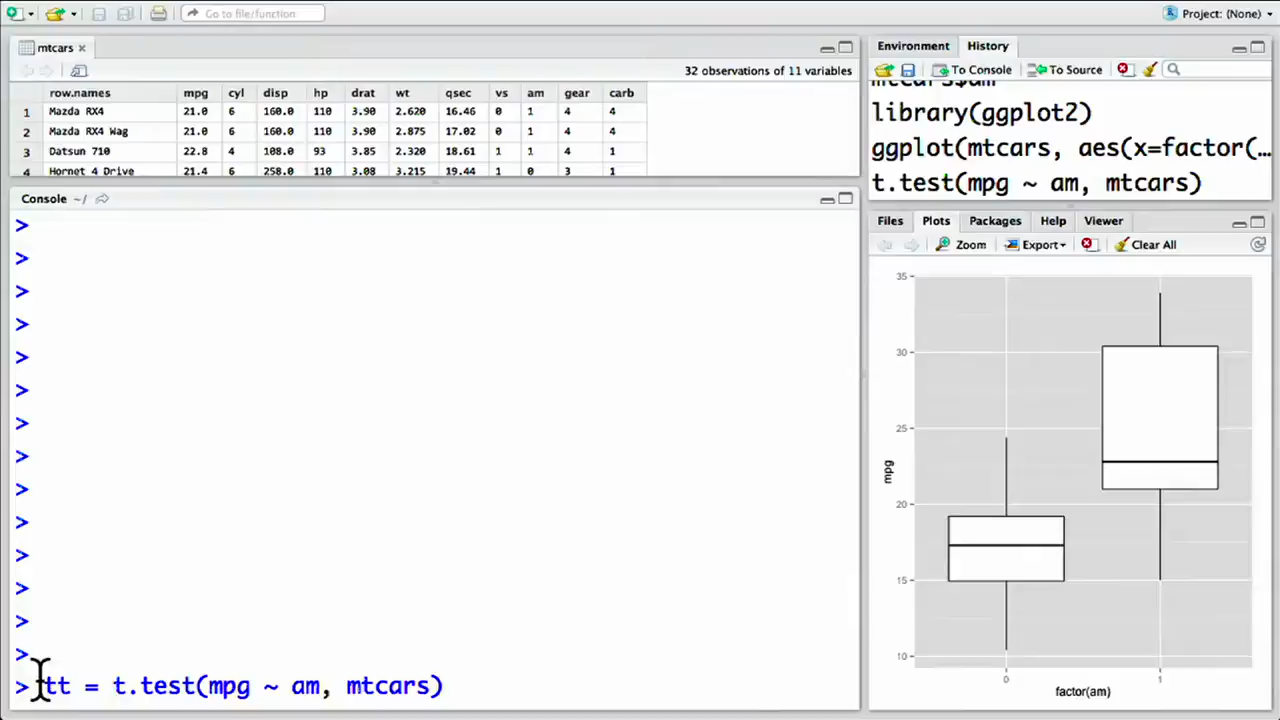 Go to file/function
Project: (None)
mtcars
32 observations of 11 variables
row.names mpg cyl disp hp drat wt qsec vs am gear carb
1 Mazda RX4 21.0 6 160.0 110 3.90 2.620 16.46 0 1 4 4
2 Mazda RX4 Wag 21.0 6 160.0 110 3.90 2.875 17.02 0 1 4 4
3 Datsun 710 22.8 4 108.0 93 3.85 2.320 18.61 1 1 4 1
4 Hornet 4 Drive 21.4 6 258.0 110 3.08 3.215 19.44 1 0 3 1
Console ~/
>
>
>
>
>
>
>
>
>
>
>
>
>
>
> tt = t.test(mpg ~ am, mtcars)
Environment History
To Console To Source
mtcars$am
library(ggplot2)
ggplot(mtcars, aes(x=factor(…
t.test(mpg ~ am, mtcars)
Files Plots Packages Help Viewer
Zoom Export Clear All
35
30
25
20
15
10
mpg
0 1
factor(am)